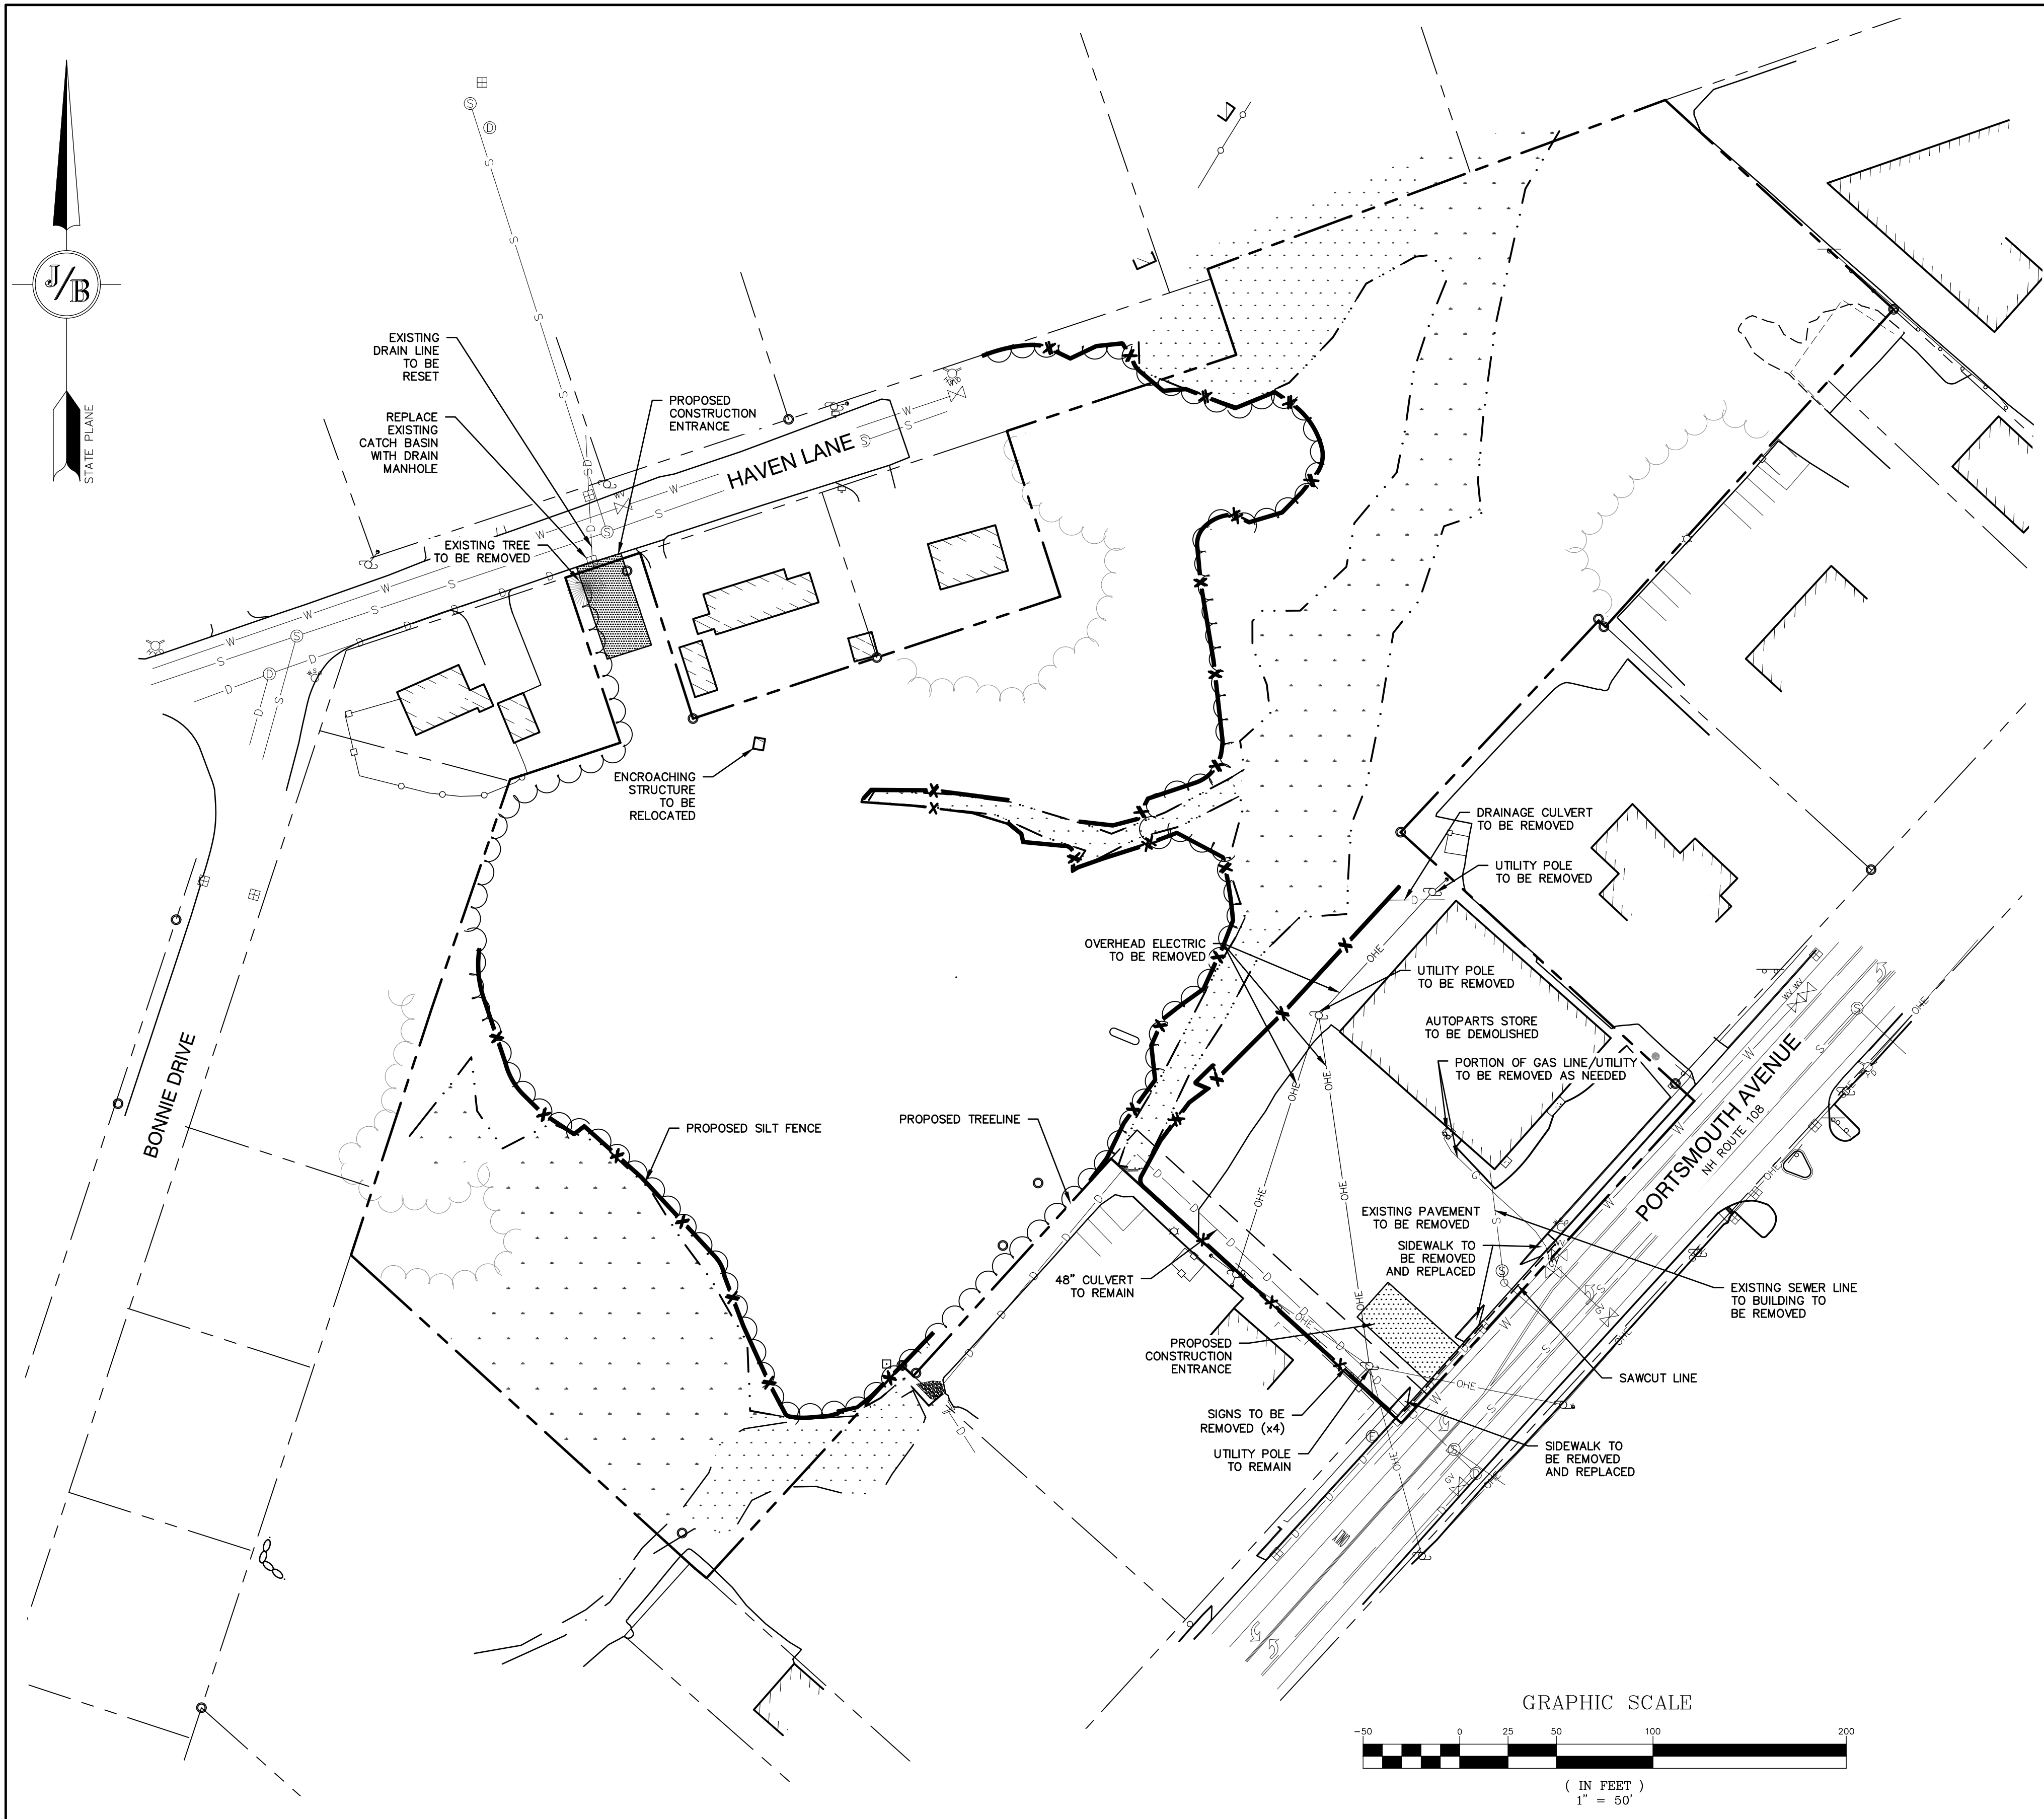 J/B
STATE PLANE
EXISTING
DRAIN LINE
TO BE
RESET
REPLACE
EXISTING
CATCH BASIN
WITH DRAIN
MANHOLE
PROPOSED
CONSTRUCTION
ENTRANCE
HAVEN LANE
EXISTING TREE
TO BE REMOVED
ENCROACHING
STRUCTURE
TO BE
RELOCATED
BONNIE DRIVE
DRAINAGE CULVERT
TO BE REMOVED
UTILITY POLE
TO BE REMOVED
OVERHEAD ELECTRIC
TO BE REMOVED
UTILITY POLE
TO BE REMOVED
AUTOPARTS STORE
TO BE DEMOLISHED
PORTION OF GAS LINE/UTILITY
TO BE REMOVED AS NEEDED
PROPOSED SILT FENCE
PROPOSED TREELINE
PORTSMOUTH AVENUE
NH ROUTE 108
EXISTING PAVEMENT
TO BE REMOVED
SIDEWALK TO
BE REMOVED
AND REPLACED
48" CULVERT
TO REMAIN
EXISTING SEWER LINE
TO BUILDING TO
BE REMOVED
PROPOSED
CONSTRUCTION
ENTRANCE
SAWCUT LINE
SIGNS TO BE
REMOVED (x4)
UTILITY POLE
TO REMAIN
SIDEWALK TO
BE REMOVED
AND REPLACED
GRAPHIC SCALE
-50 0 25 50 100 200
( IN FEET )
1" = 50'